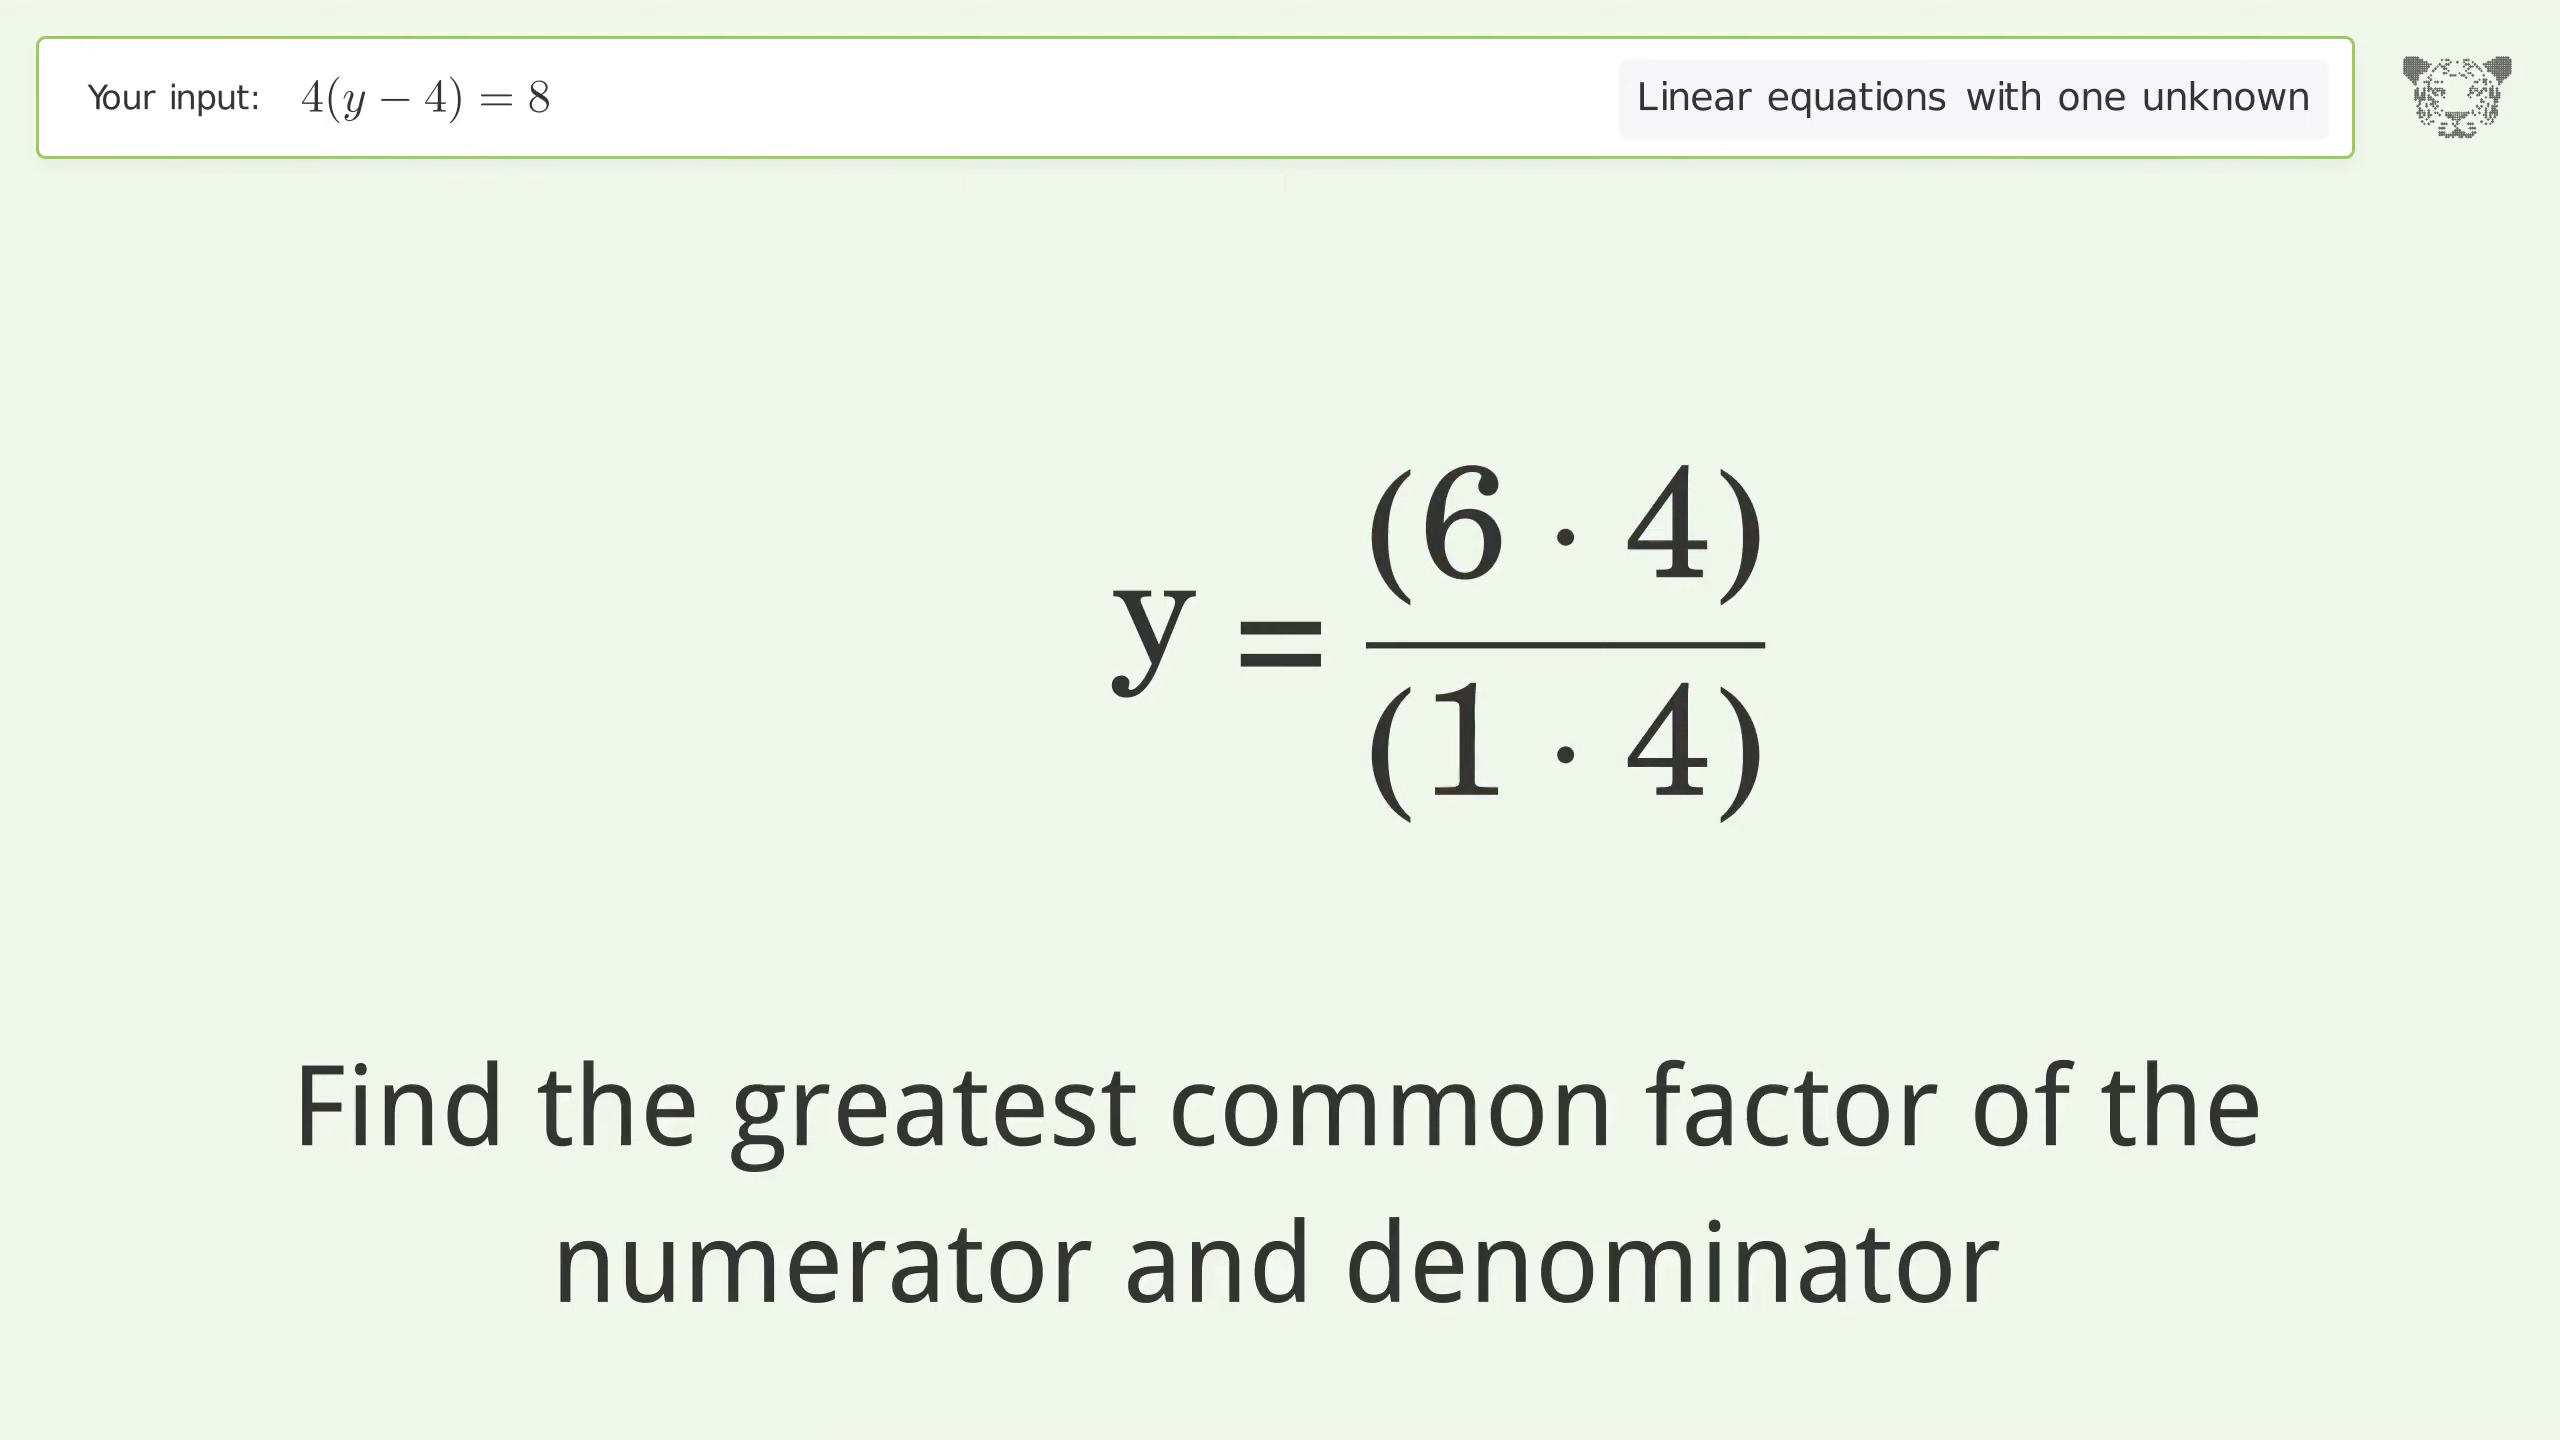 Your input: 4(y − 4) = 8
Linear equations with one unknown
y = (6 · 4) / (1 · 4)
Find the greatest common factor of the
numerator and denominator